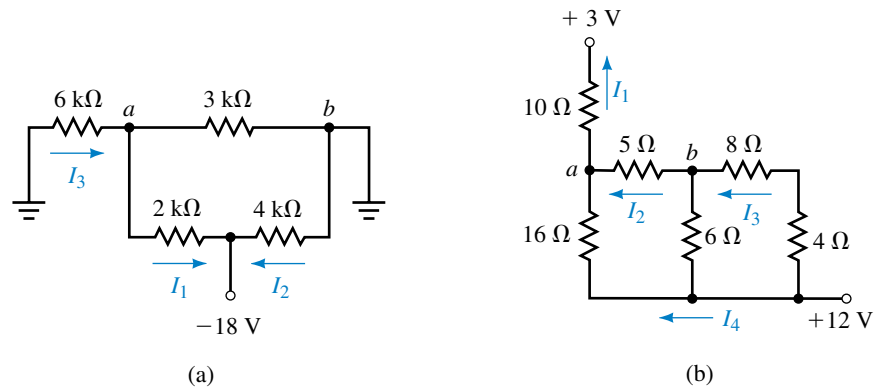 6 kΩ a 3 kΩ b
I3
2 kΩ 4 kΩ
I1 I2
−18 V
(a)
+ 3 V
I1
10 Ω
5 Ω b 8 Ω
a
I2 I3
16 Ω 6 Ω 4 Ω
I4 +12 V
(b)